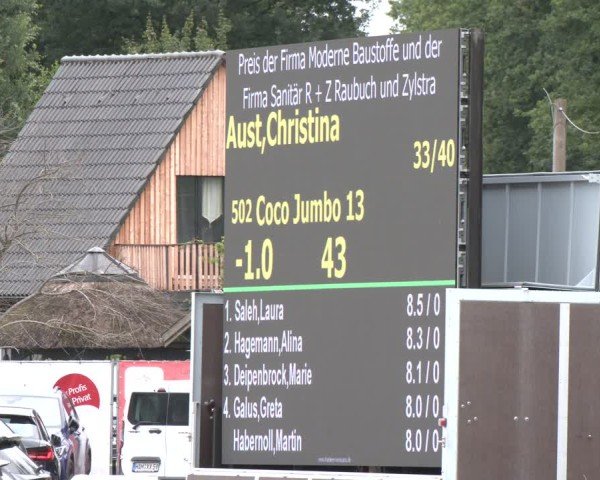 Preis der Firma Moderne Baustoffe und der
Firma Sanitär R + Z Raubuch und Zylstra
Aust,Christina
33/40
502 Coco Jumbo 13
-1.0 43
1. Saleh,Laura 8.5 / 0
2. Hagemann,Alina 8.3 / 0
3. Deipenbrock,Marie 8.1 / 0
4. Galus,Greta 8.0 / 0
Habernoll,Martin 8.0 / 0
Profis
Privat